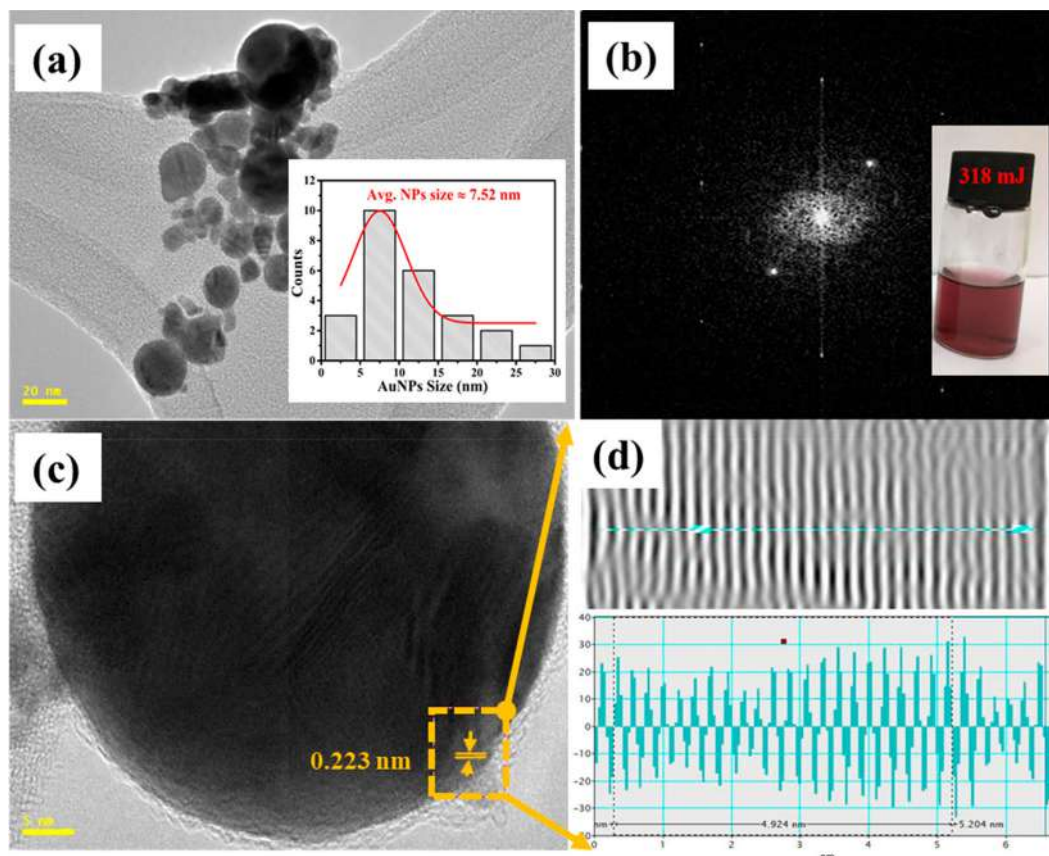 (a)
Avg. NPs size ≈ 7.52 nm
12
10
8
6
4
2
0
Counts
0 5 10 15 20 25 30
AuNPs Size (nm)
20 nm
(b)
318 mJ
(c)
0.223 nm
5 nm
(d)
40
30
20
10
0
-10
-20
-30
nm
4.924 nm
5.204 nm
0 1 2 3 4 5 6